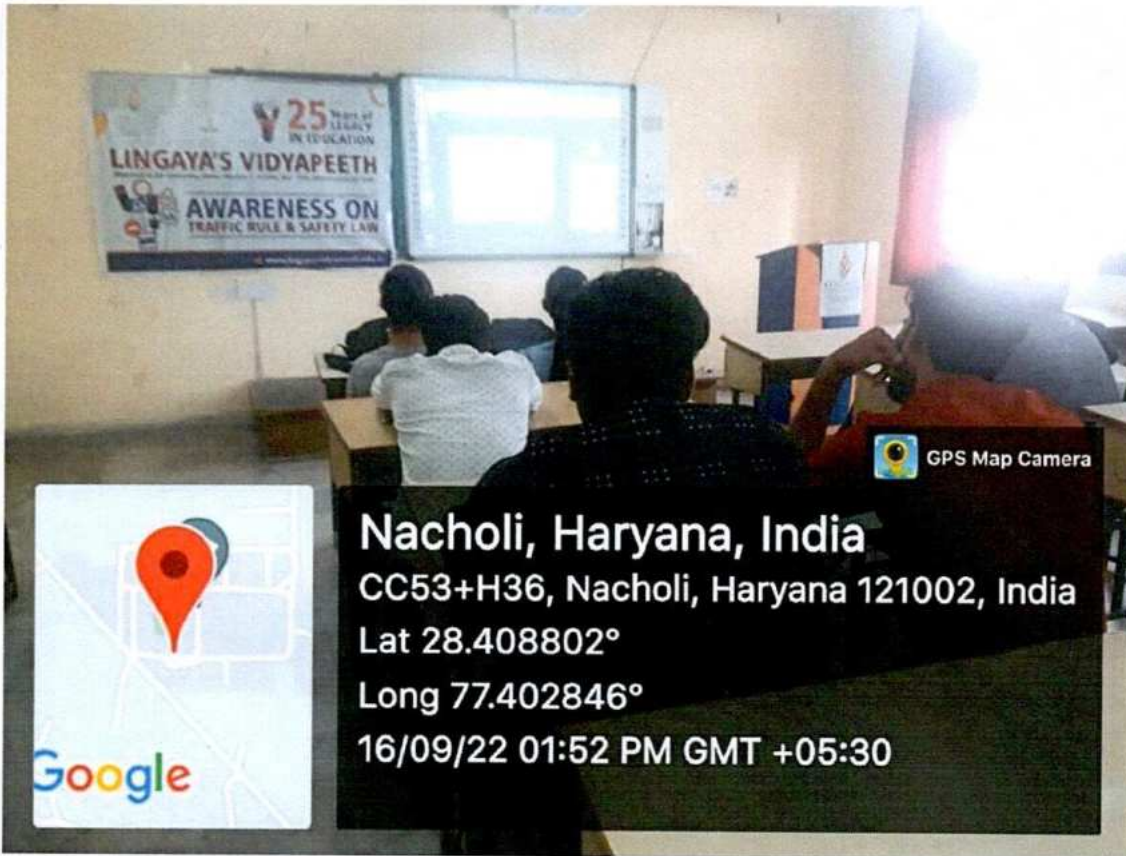 25 Years of
LEGACY
IN EDUCATION
LINGAYA'S VIDYAPEETH
AWARENESS ON
TRAFFIC RULE & SAFETY LAW
GPS Map Camera
Nacholi, Haryana, India
CC53+H36, Nacholi, Haryana 121002, India
Lat 28.408802°
Long 77.402846°
16/09/22 01:52 PM GMT +05:30
Google